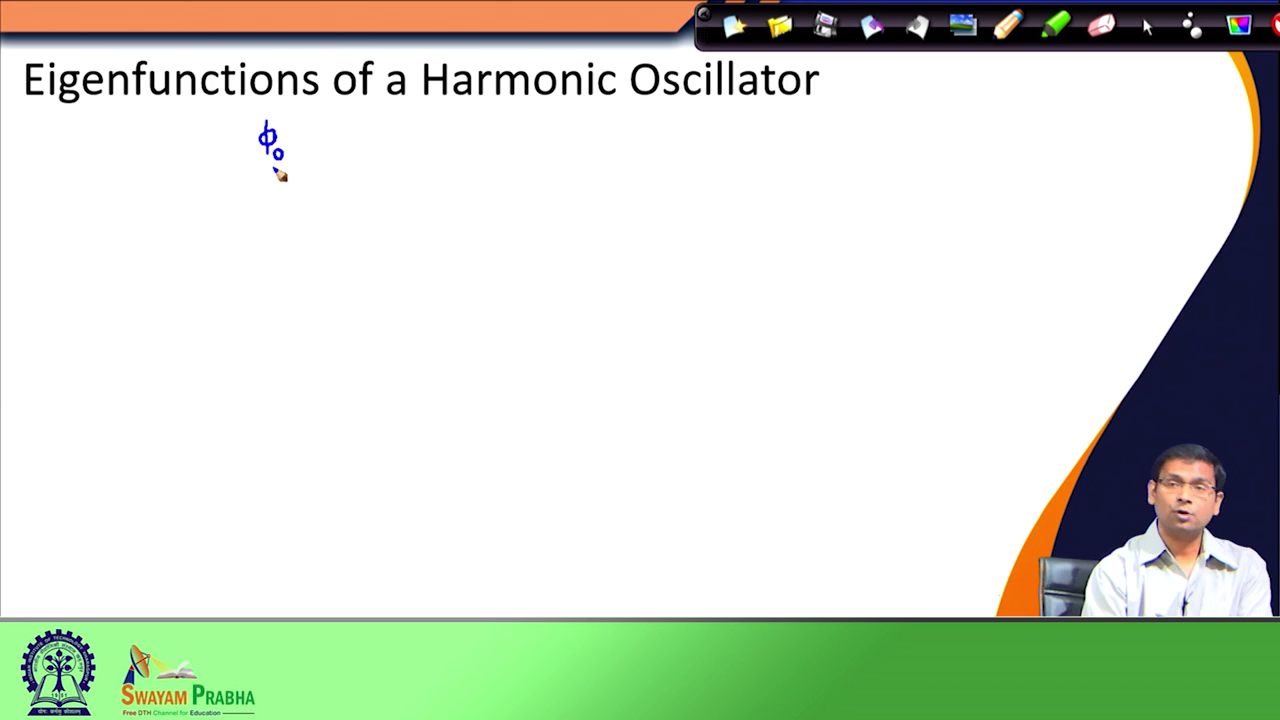 Eigenfunctions of a Harmonic Oscillator
ϕ₀
SWAYAM PRABHA
Free DTH Channel for Education